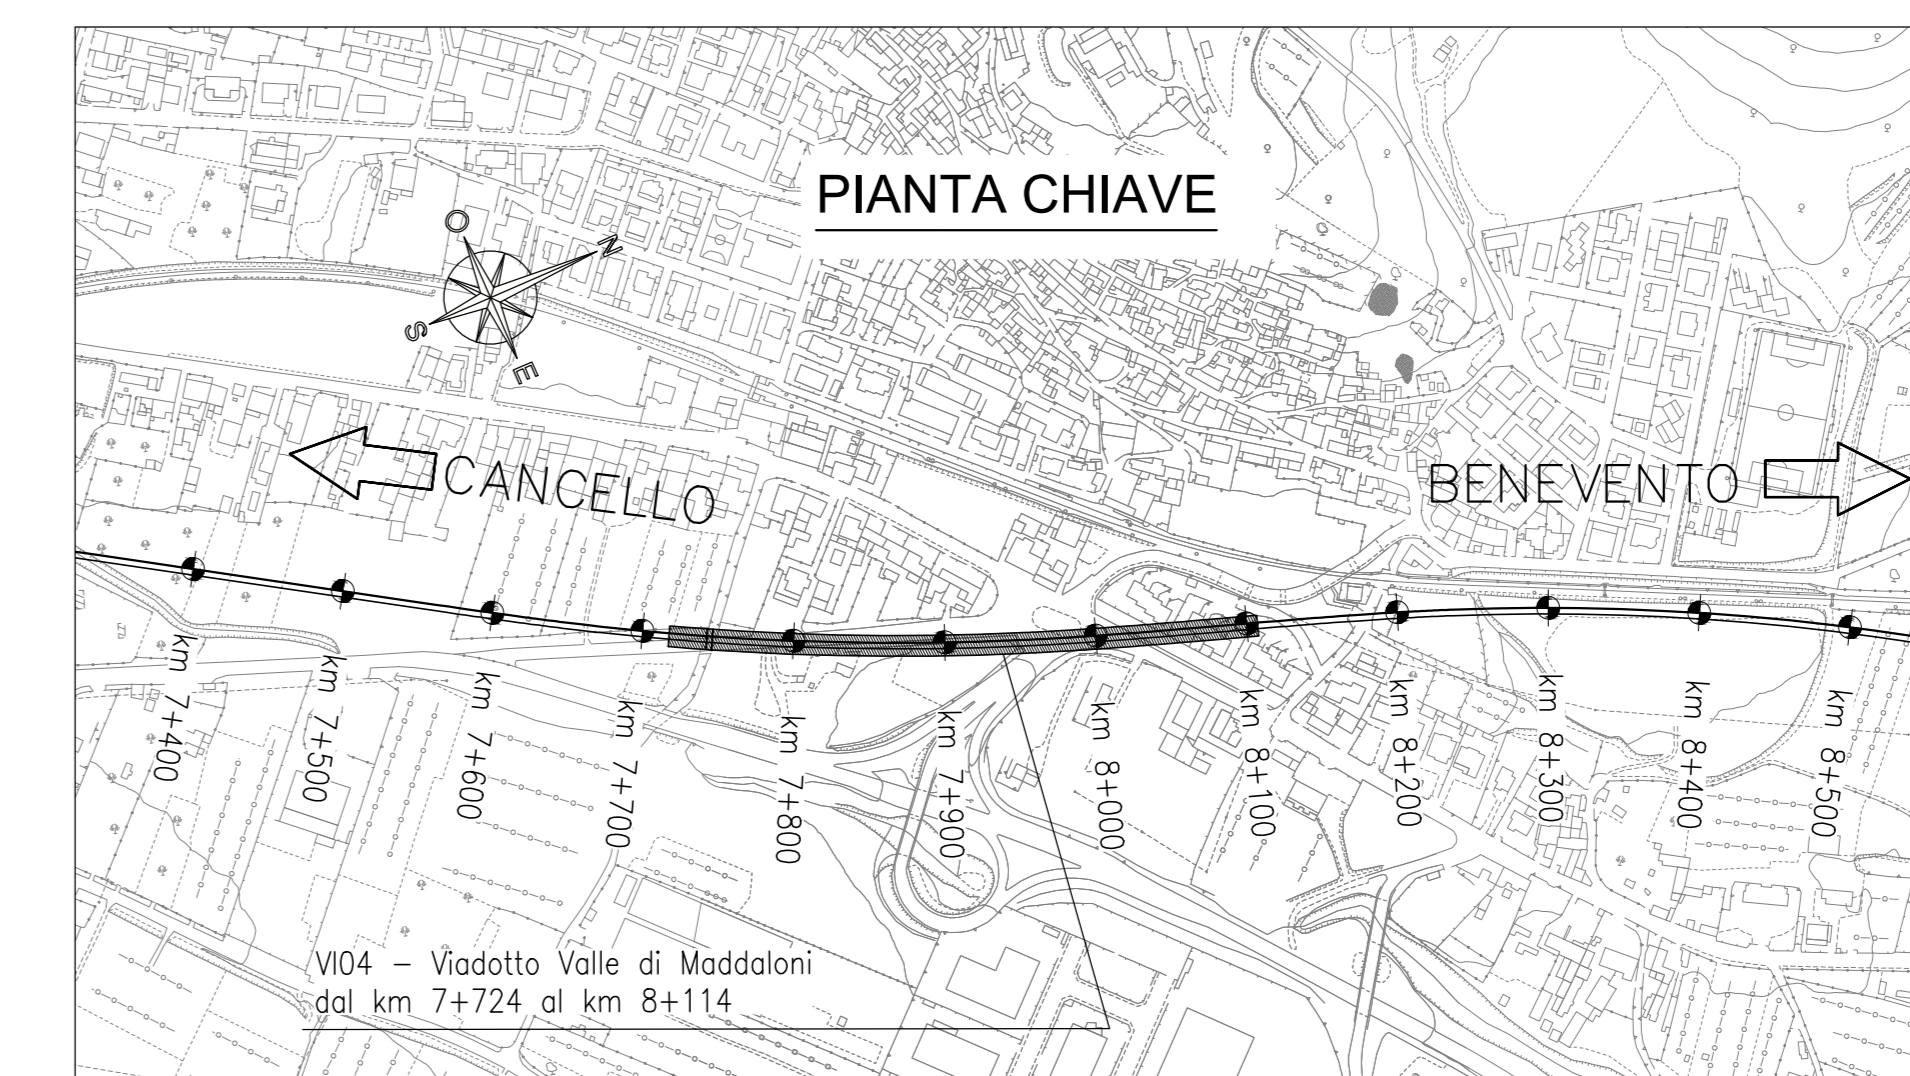 PIANTA CHIAVE
O
N
S
E
CANCELLO
BENEVENTO
km 7+400
km 7+500
km 7+600
km 7+700
km 7+800
km 7+900
km 8+000
km 8+100
km 8+200
km 8+300
km 8+400
km 8+500
VI04 – Viadotto Valle di Maddaloni
dal km 7+724 al km 8+114